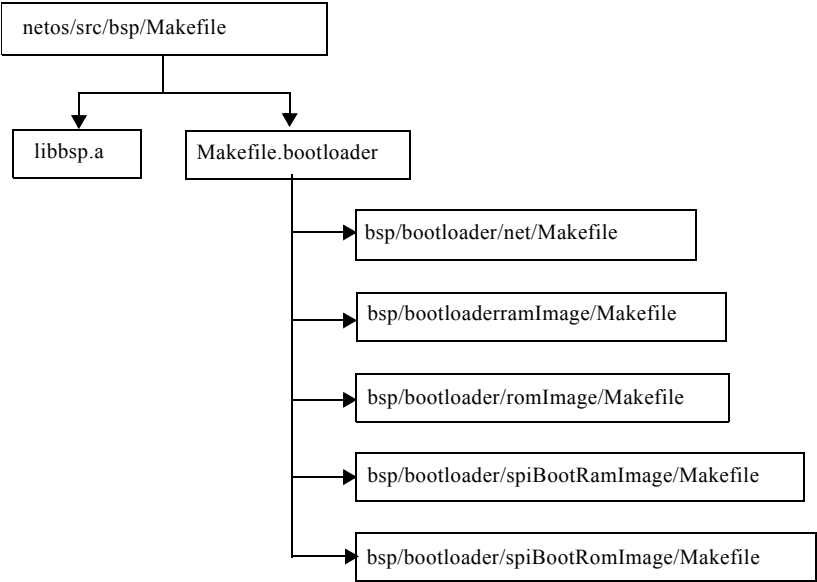 netos/src/bsp/Makefile
libbsp.a
Makefile.bootloader
bsp/bootloader/net/Makefile
bsp/bootloaderramImage/Makefile
bsp/bootloader/romImage/Makefile
bsp/bootloader/spiBootRamImage/Makefile
bsp/bootloader/spiBootRomImage/Makefile